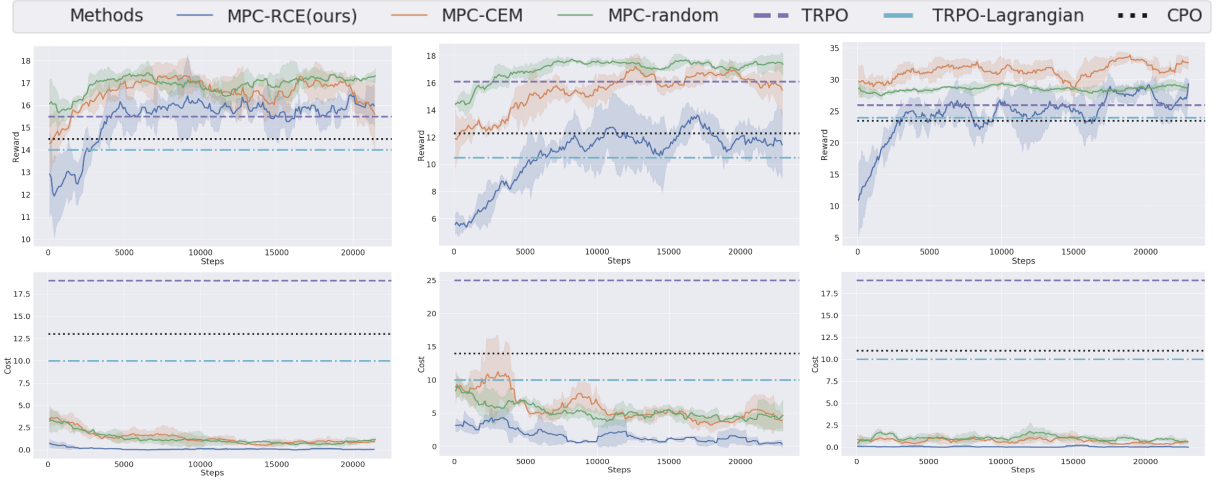 Methods MPC-RCE(ours) MPC-CEM MPC-random TRPO TRPO-Lagrangian CPO
18
17
16
15
14
13
12
11
10
Reward
0 5000 10000 15000 20000
Steps
18
16
14
12
10
8
6
Reward
0 5000 10000 15000 20000
Steps
35
30
25
20
15
10
5
Reward
0 5000 10000 15000 20000
Steps
17.5
15.0
12.5
10.0
7.5
5.0
2.5
0.0
Cost
0 5000 10000 15000 20000
Steps
25
20
15
10
5
0
Cost
0 5000 10000 15000 20000
Steps
17.5
15.0
12.5
10.0
7.5
5.0
2.5
0.0
Cost
0 5000 10000 15000 20000
Steps